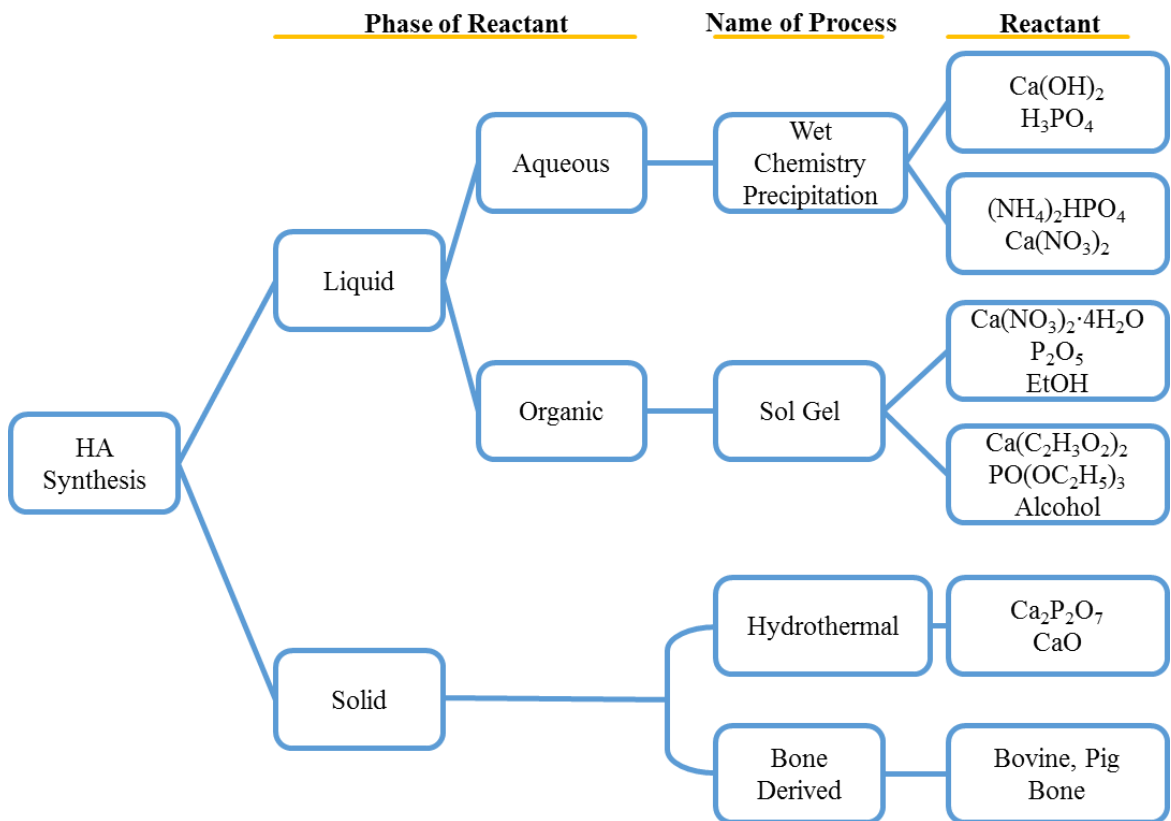 Phase of Reactant
Name of Process
Reactant
HA
Synthesis
Liquid
Aqueous
Wet
Chemistry
Precipitation
Ca(OH)₂
H₃PO₄
(NH₄)₂HPO₄
Ca(NO₃)₂
Organic
Sol Gel
Ca(NO₃)₂·4H₂O
P₂O₅
EtOH
Ca(C₂H₃O₂)₂
PO(OC₂H₅)₃
Alcohol
Solid
Hydrothermal
Ca₂P₂O₇
CaO
Bone
Derived
Bovine, Pig
Bone